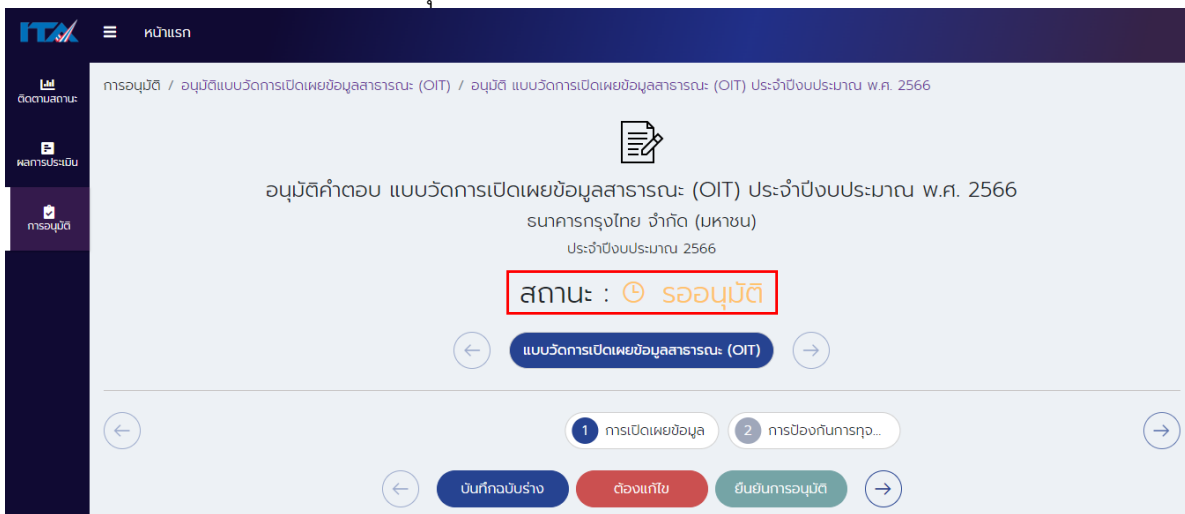 ITA
หน้าแรก
ติดตามสถานะ
ผลการประเมิน
การอนุมัติ
การอนุมัติ / อนุมัติแบบวัดการเปิดเผยข้อมูลสาธารณะ (OIT) / อนุมัติ แบบวัดการเปิดเผยข้อมูลสาธารณะ (OIT) ประจำปีงบประมาณ พ.ศ. 2566
อนุมัติคำตอบ แบบวัดการเปิดเผยข้อมูลสาธารณะ (OIT) ประจำปีงบประมาณ พ.ศ. 2566
ธนาคารกรุงไทย จำกัด (มหาชน)
ประจำปีงบประมาณ 2566
สถานะ : รออนุมัติ
แบบวัดการเปิดเผยข้อมูลสาธารณะ (OIT)
1 การเปิดเผยข้อมูล
2 การป้องกันการทุจ...
บันทึกฉบับร่าง
ต้องแก้ไข
ยืนยันการอนุมัติ